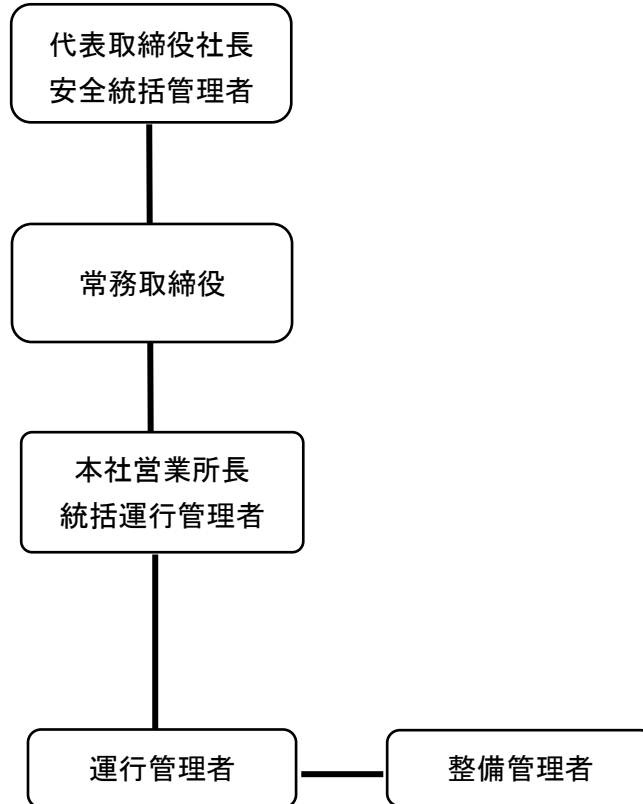 代表取締役社長
安全統括管理者
常務取締役
本社営業所長
統括運行管理者
運行管理者
整備管理者